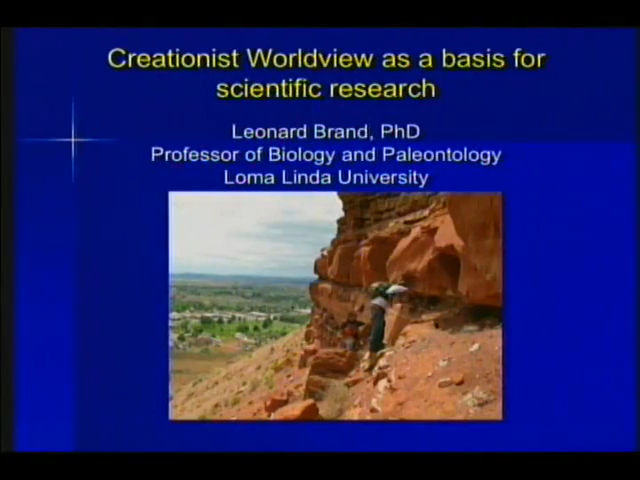 Creationist Worldview as a basis for
scientific research
Leonard Brand, PhD
Professor of Biology and Paleontology
Loma Linda University